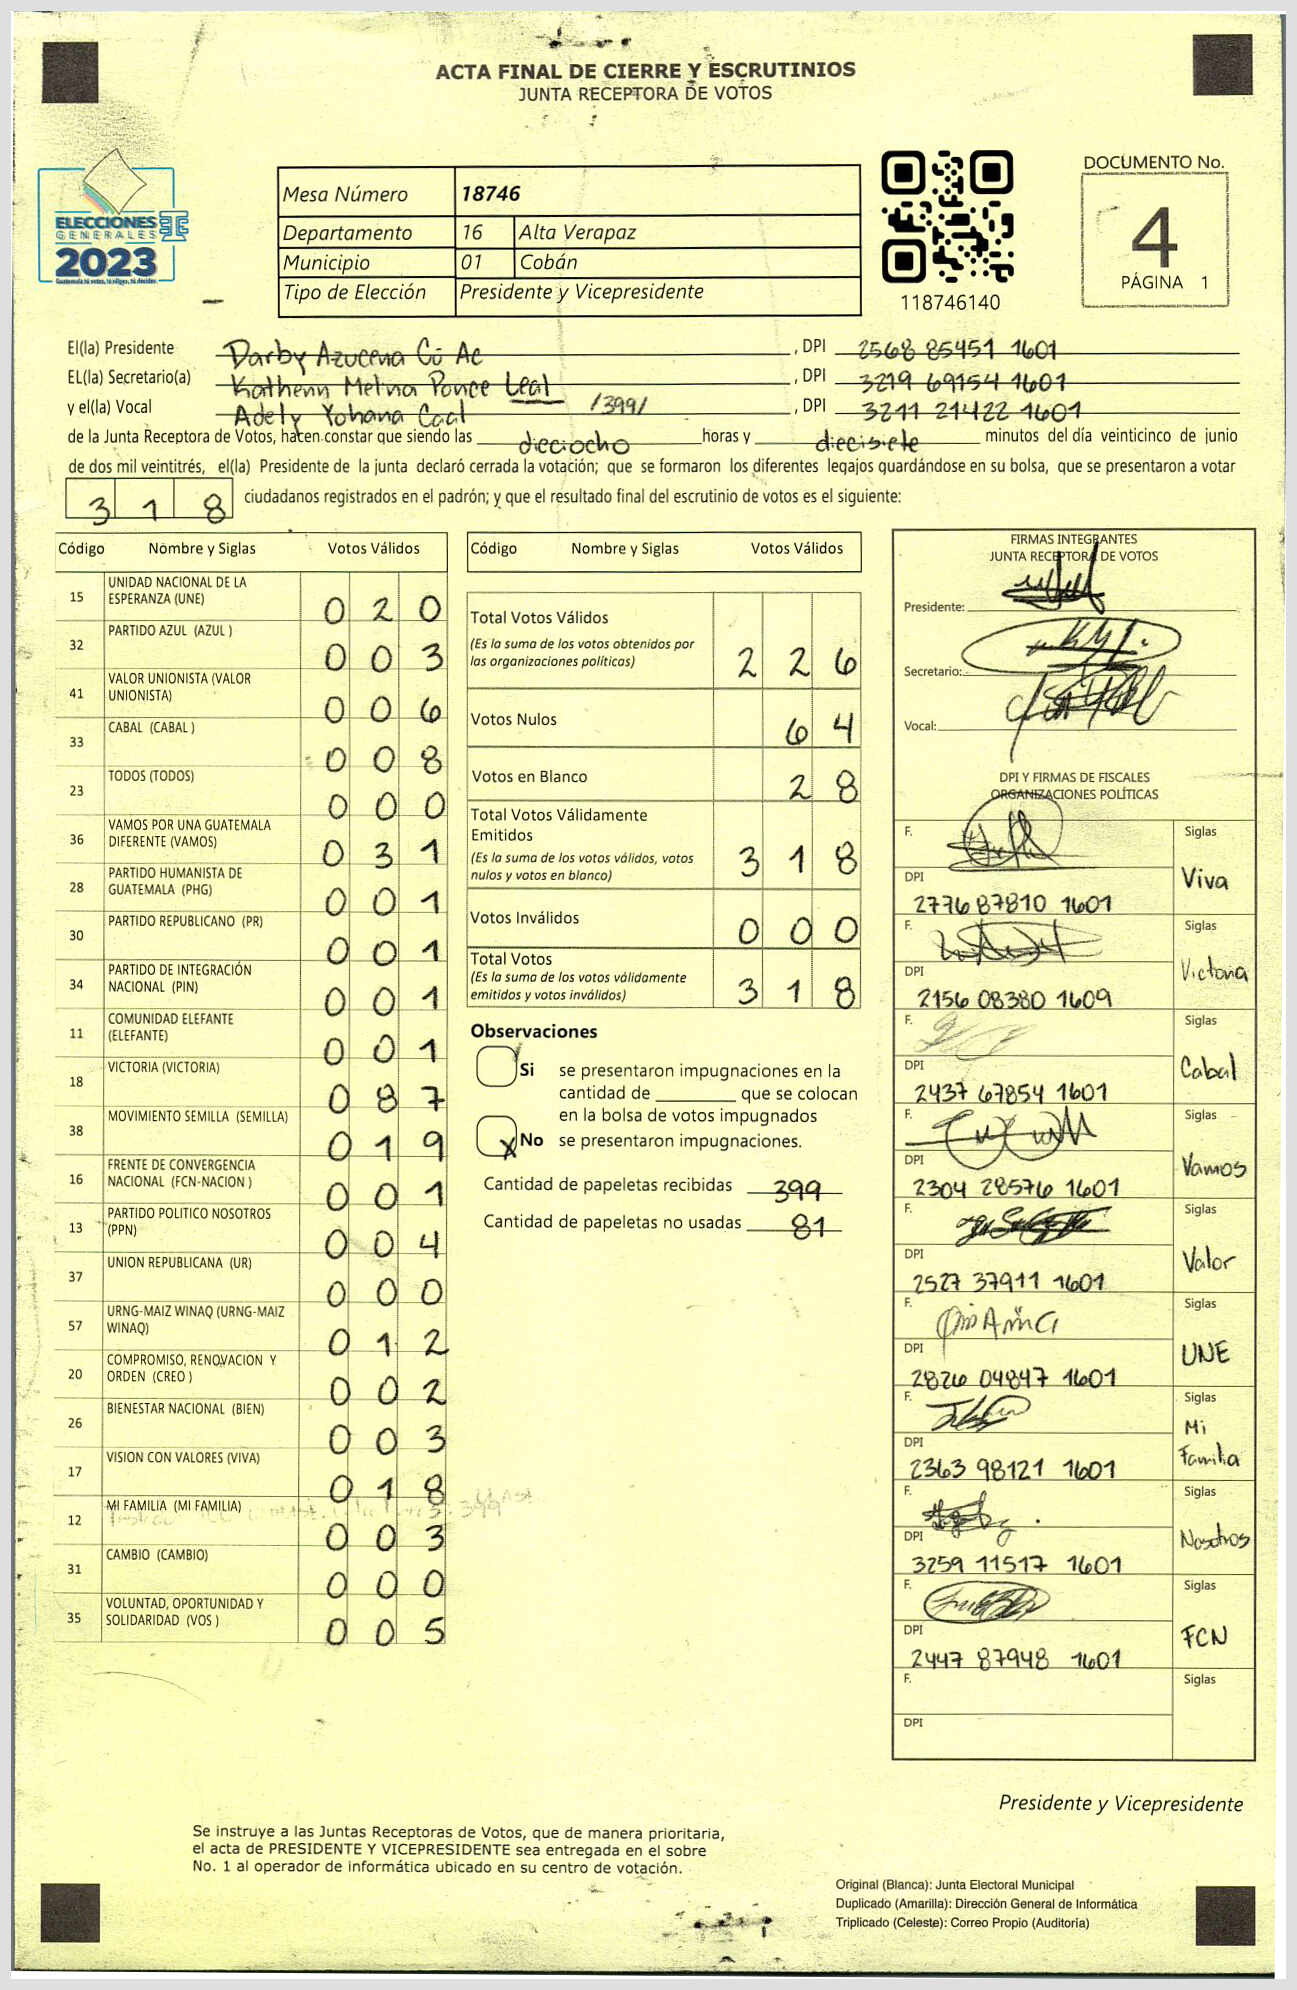 ACTA FINAL DE CIERRE Y ESCRUTINIOS
JUNTA RECEPTORA DE VOTOS
ELECCIONES
GENERALES
2023
Guatemala tú votas, tú eliges, tú decides
Mesa Número 18746
Departamento 16 Alta Verapaz
Municipio 01 Cobán
Tipo de Elección Presidente y Vicepresidente
118746140
DOCUMENTO No.
4
PÁGINA 1
El(la) Presidente Darby Azucena Có Ac , DPI 2568 85451 1601
EL(la) Secretario(a) Katherin Melina Ponce Leal , DPI 3219 69154 1601
y el(la) Vocal Adely Yohana Caal /399/ , DPI 3211 21422 1601
de la Junta Receptora de Votos, hacen constar que siendo las dieciocho horas y diecisiete minutos del día veinticinco de junio
de dos mil veintitrés, el(la) Presidente de la junta declaró cerrada la votación; que se formaron los diferentes legajos guardándose en su bolsa, que se presentaron a votar
3 1 8 ciudadanos registrados en el padrón; y que el resultado final del escrutinio de votos es el siguiente:
Código Nombre y Siglas Votos Válidos
15 UNIDAD NACIONAL DE LA ESPERANZA (UNE) 0 2 0
32 PARTIDO AZUL (AZUL ) 0 0 3
41 VALOR UNIONISTA (VALOR UNIONISTA) 0 0 6
33 CABAL (CABAL ) 0 0 8
23 TODOS (TODOS) 0 0 0
36 VAMOS POR UNA GUATEMALA DIFERENTE (VAMOS) 0 3 1
28 PARTIDO HUMANISTA DE GUATEMALA (PHG) 0 0 1
30 PARTIDO REPUBLICANO (PR) 0 0 1
34 PARTIDO DE INTEGRACIÓN NACIONAL (PIN) 0 0 1
11 COMUNIDAD ELEFANTE (ELEFANTE) 0 0 1
18 VICTORIA (VICTORIA) 0 8 7
38 MOVIMIENTO SEMILLA (SEMILLA) 0 1 9
16 FRENTE DE CONVERGENCIA NACIONAL (FCN-NACION ) 0 0 1
13 PARTIDO POLITICO NOSOTROS (PPN) 0 0 4
37 UNION REPUBLICANA (UR) 0 0 0
57 URNG-MAIZ WINAQ (URNG-MAIZ WINAQ) 0 1 2
20 COMPROMISO, RENOVACION Y ORDEN (CREO ) 0 0 2
26 BIENESTAR NACIONAL (BIEN) 0 0 3
17 VISION CON VALORES (VIVA) 0 1 8
12 MI FAMILIA (MI FAMILIA) 0 0 3
31 CAMBIO (CAMBIO) 0 0 0
35 VOLUNTAD, OPORTUNIDAD Y SOLIDARIDAD (VOS ) 0 0 5
Código Nombre y Siglas Votos Válidos
Total Votos Válidos
(Es la suma de los votos obtenidos por
las organizaciones políticas) 2 2 6
Votos Nulos 6 4
Votos en Blanco 2 8
Total Votos Válidamente
Emitidos
(Es la suma de los votos válidos, votos
nulos y votos en blanco) 3 1 8
Votos Inválidos 0 0 0
Total Votos
(Es la suma de los votos válidamente
emitidos y votos inválidos) 3 1 8
Observaciones
Si se presentaron impugnaciones en la
cantidad de ________ que se colocan
en la bolsa de votos impugnados
X No se presentaron impugnaciones.
Cantidad de papeletas recibidas 399
Cantidad de papeletas no usadas 81
FIRMAS INTEGRANTES
JUNTA RECEPTORA DE VOTOS
Presidente:
Secretario:
Vocal:
DPI Y FIRMAS DE FISCALES
ORGANIZACIONES POLÍTICAS
F. Siglas
DPI Viva
2776 87810 1601
F. Siglas
DPI Victoria
2156 08380 1609
F. Siglas
DPI Cabal
2437 67854 1601
F. Siglas
DPI Vamos
2304 28576 1601
F. Siglas
DPI Valor
2527 37911 1601
F. Siglas
DPI UNE
2826 04847 1601
F. Siglas
DPI Mi Familia
2363 98121 1601
F. Siglas
DPI Nosotros
3259 11517 1601
F. Siglas
DPI FCN
2447 87948 1601
F. Siglas
DPI
Presidente y Vicepresidente
Se instruye a las Juntas Receptoras de Votos, que de manera prioritaria,
el acta de PRESIDENTE Y VICEPRESIDENTE sea entregada en el sobre
No. 1 al operador de informática ubicado en su centro de votación.
Original (Blanca): Junta Electoral Municipal
Duplicado (Amarilla): Dirección General de Informática
Triplicado (Celeste): Correo Propio (Auditoría)